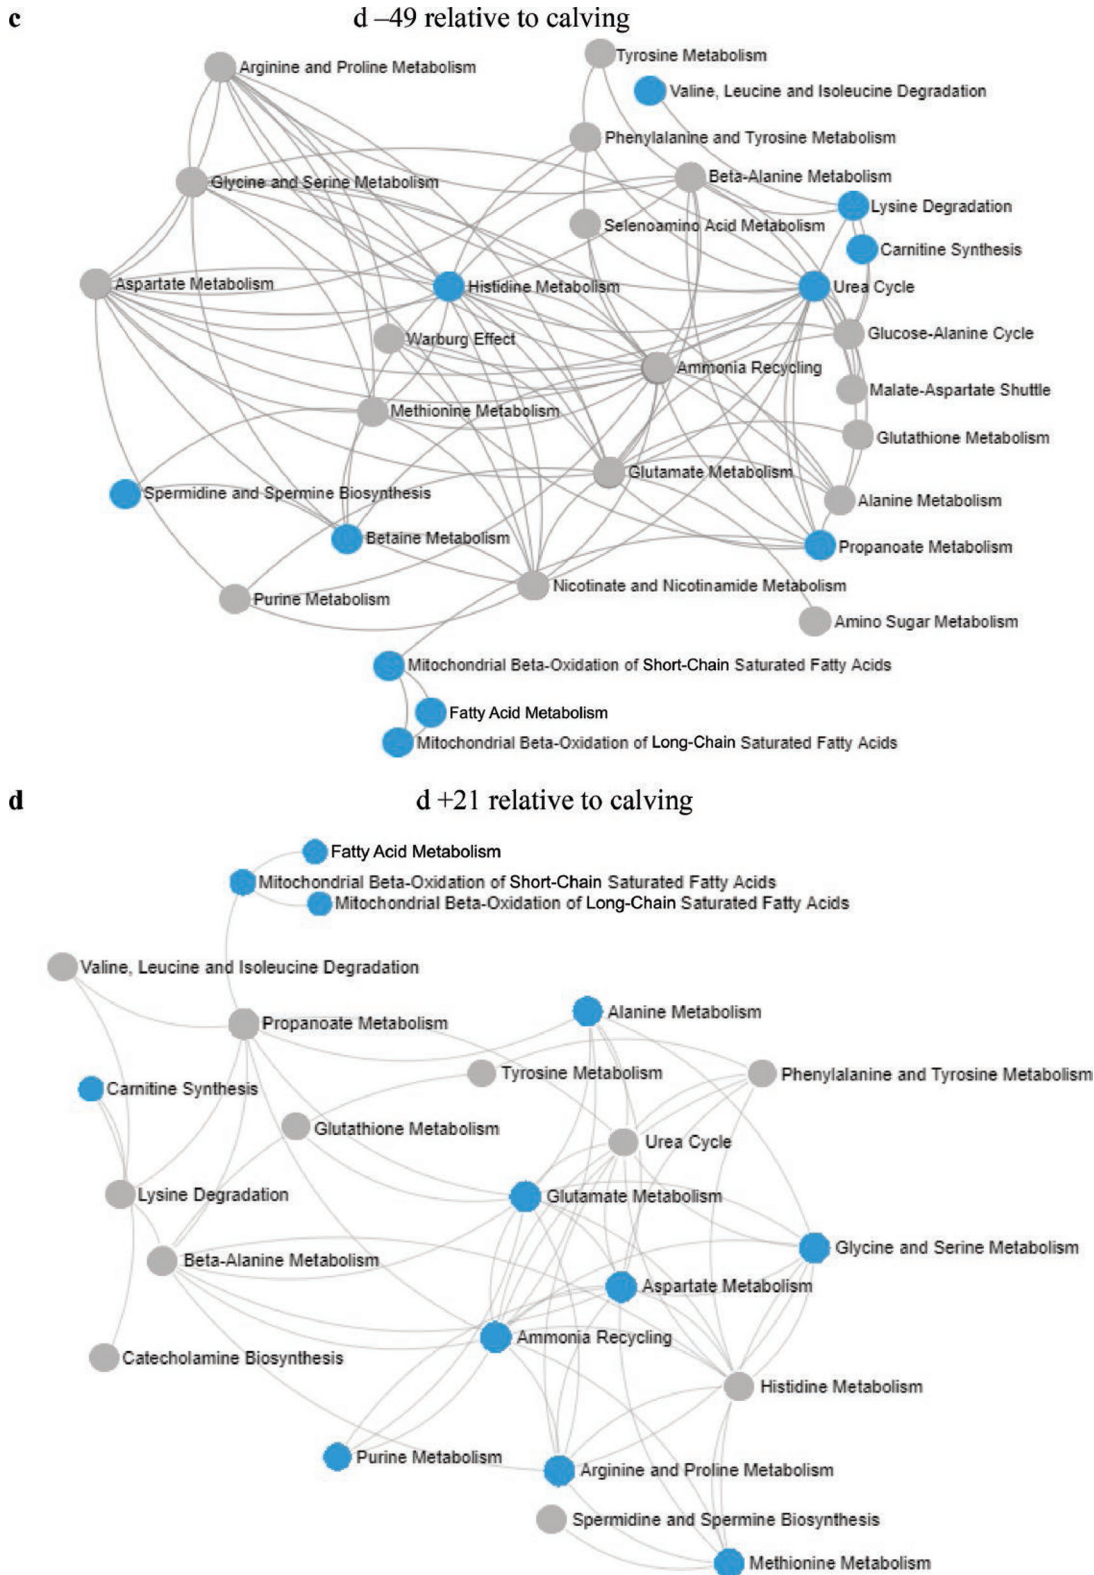 c
d –49 relative to calving
Arginine and Proline Metabolism
Tyrosine Metabolism
Valine, Leucine and Isoleucine Degradation
Phenylalanine and Tyrosine Metabolism
Glycine and Serine Metabolism
Beta-Alanine Metabolism
Lysine Degradation
Selenoamino Acid Metabolism
Carnitine Synthesis
Aspartate Metabolism
Histidine Metabolism
Urea Cycle
Warburg Effect
Glucose-Alanine Cycle
Ammonia Recycling
Malate-Aspartate Shuttle
Methionine Metabolism
Glutathione Metabolism
Glutamate Metabolism
Spermidine and Spermine Biosynthesis
Alanine Metabolism
Betaine Metabolism
Propanoate Metabolism
Nicotinate and Nicotinamide Metabolism
Purine Metabolism
Amino Sugar Metabolism
Mitochondrial Beta-Oxidation of Short-Chain Saturated Fatty Acids
Fatty Acid Metabolism
Mitochondrial Beta-Oxidation of Long-Chain Saturated Fatty Acids
d
d +21 relative to calving
Fatty Acid Metabolism
Mitochondrial Beta-Oxidation of Short-Chain Saturated Fatty Acids
Mitochondrial Beta-Oxidation of Long-Chain Saturated Fatty Acids
Valine, Leucine and Isoleucine Degradation
Alanine Metabolism
Propanoate Metabolism
Tyrosine Metabolism
Phenylalanine and Tyrosine Metabolism
Carnitine Synthesis
Glutathione Metabolism
Urea Cycle
Lysine Degradation
Glutamate Metabolism
Glycine and Serine Metabolism
Beta-Alanine Metabolism
Aspartate Metabolism
Ammonia Recycling
Catecholamine Biosynthesis
Histidine Metabolism
Purine Metabolism
Arginine and Proline Metabolism
Spermidine and Spermine Biosynthesis
Methionine Metabolism